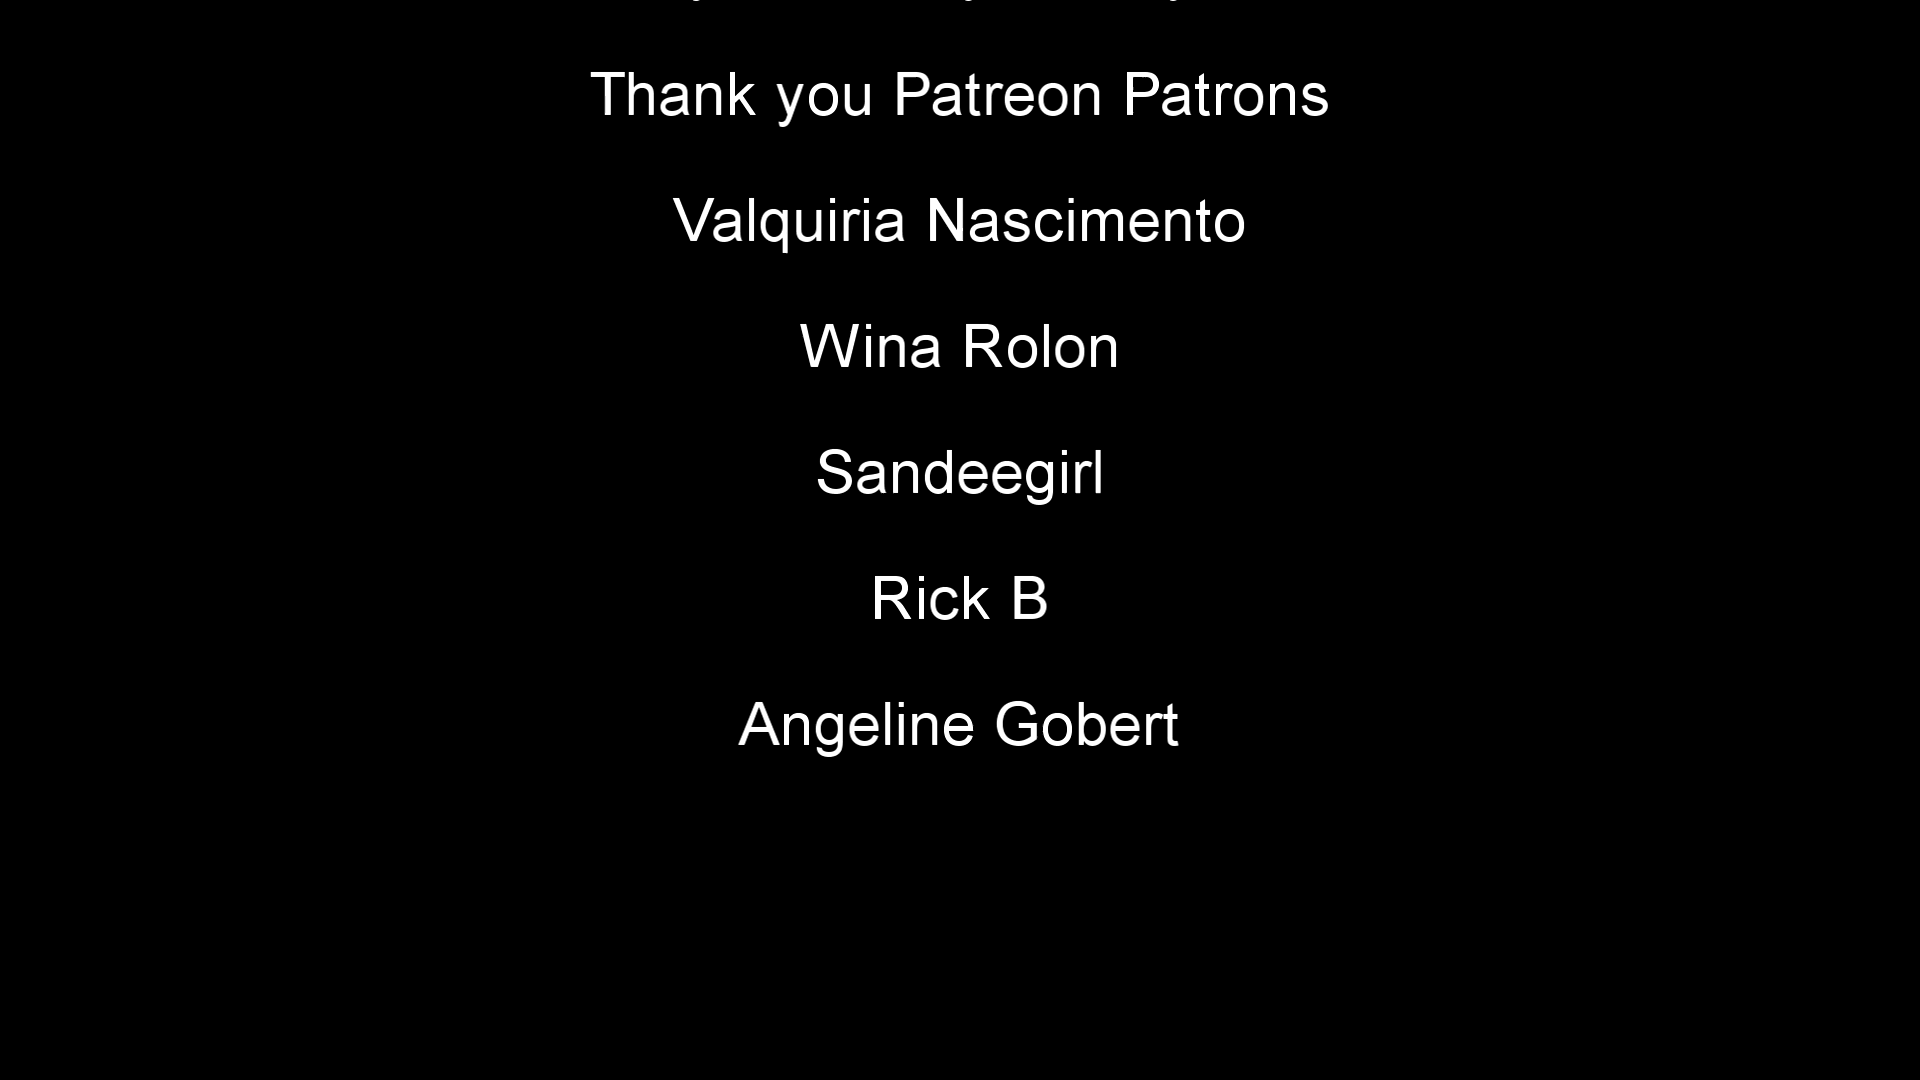 Thank you Patreon Patrons
Valquiria Nascimento
Wina Rolon
Sandeegirl
Rick B
Angeline Gobert